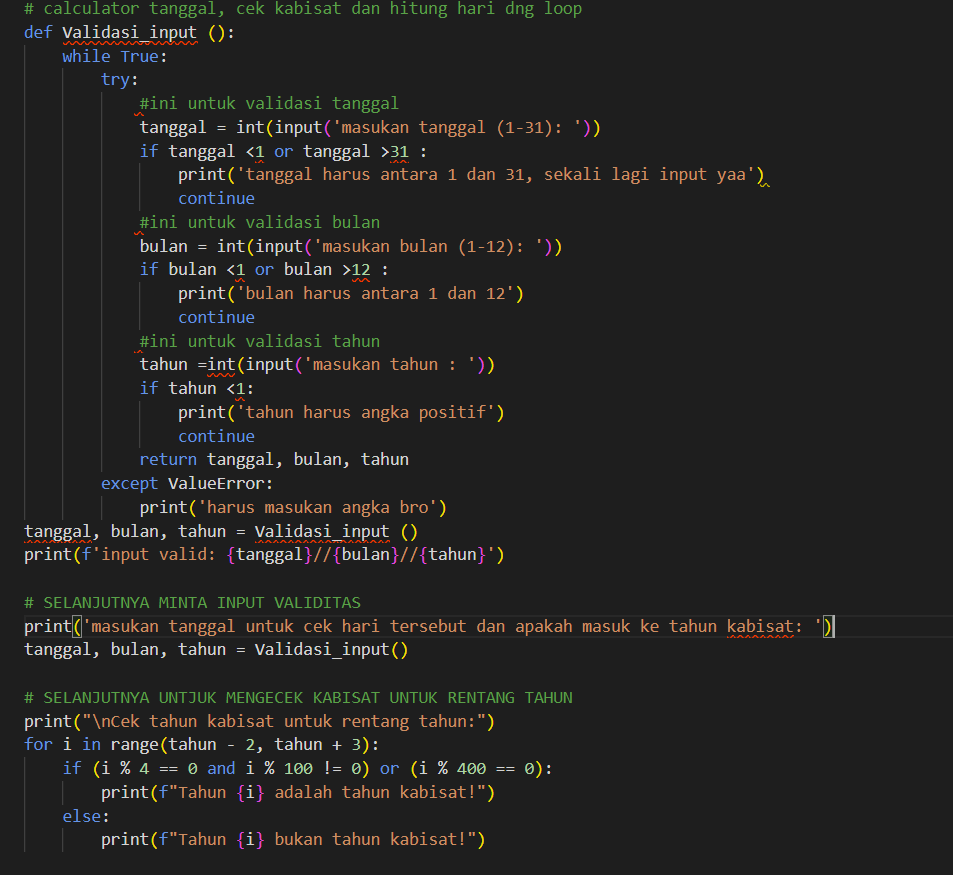 # calculator tanggal, cek kabisat dan hitung hari dng loop
def Validasi_input ():
    while True:
        try:
            #ini untuk validasi tanggal
            tanggal = int(input('masukan tanggal (1-31): '))
            if tanggal <1 or tanggal >31 :
                print('tanggal harus antara 1 dan 31, sekali lagi input yaa')
                continue
            #ini untuk validasi bulan
            bulan = int(input('masukan bulan (1-12): '))
            if bulan <1 or bulan >12 :
                print('bulan harus antara 1 dan 12')
                continue
            #ini untuk validasi tahun
            tahun =int(input('masukan tahun : '))
            if tahun <1:
                print('tahun harus angka positif')
                continue
            return tanggal, bulan, tahun
        except ValueError:
            print('harus masukan angka bro')
tanggal, bulan, tahun = Validasi_input ()
print(f'input valid: {tanggal}//{bulan}//{tahun}')

# SELANJUTNYA MINTA INPUT VALIDITAS
print('masukan tanggal untuk cek hari tersebut dan apakah masuk ke tahun kabisat: ')
tanggal, bulan, tahun = Validasi_input()

# SELANJUTNYA UNTJUK MENGECEK KABISAT UNTUK RENTANG TAHUN
print("\nCek tahun kabisat untuk rentang tahun:")
for i in range(tahun - 2, tahun + 3):
    if (i % 4 == 0 and i % 100 != 0) or (i % 400 == 0):
        print(f"Tahun {i} adalah tahun kabisat!")
    else:
        print(f"Tahun {i} bukan tahun kabisat!")